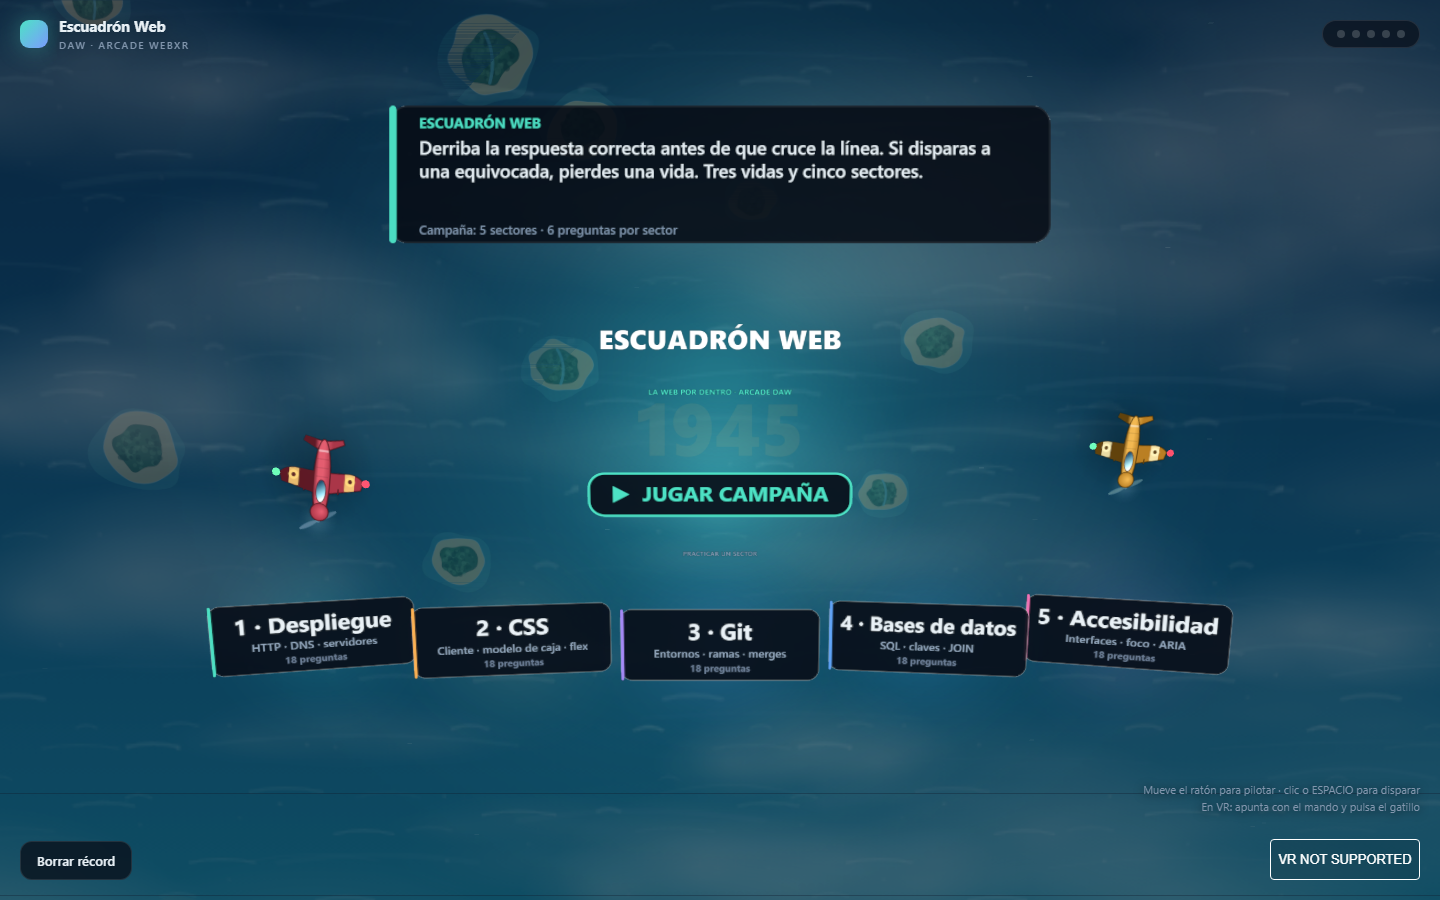 Escuadrón Web
DAW · ARCADE WEBXR
ESCUADRÓN WEB
Derriba la respuesta correcta antes de que cruce la línea. Si disparas a
una equivocada, pierdes una vida. Tres vidas y cinco sectores.
Campaña: 5 sectores · 6 preguntas por sector
ESCUADRÓN WEB
LA WEB POR DENTRO · ARCADE DAW
1945
▶ JUGAR CAMPAÑA
PRACTICAR UN SECTOR
1 · Despliegue
HTTP · DNS · servidores
18 preguntas
2 · CSS
Cliente · modelo de caja · flex
18 preguntas
3 · Git
Entornos · ramas · merges
18 preguntas
4 · Bases de datos
SQL · claves · JOIN
18 preguntas
5 · Accesibilidad
Interfaces · foco · ARIA
18 preguntas
Mueve el ratón para pilotar · clic o ESPACIO para disparar
En VR: apunta con el mando y pulsa el gatillo
Borrar récord
VR NOT SUPPORTED